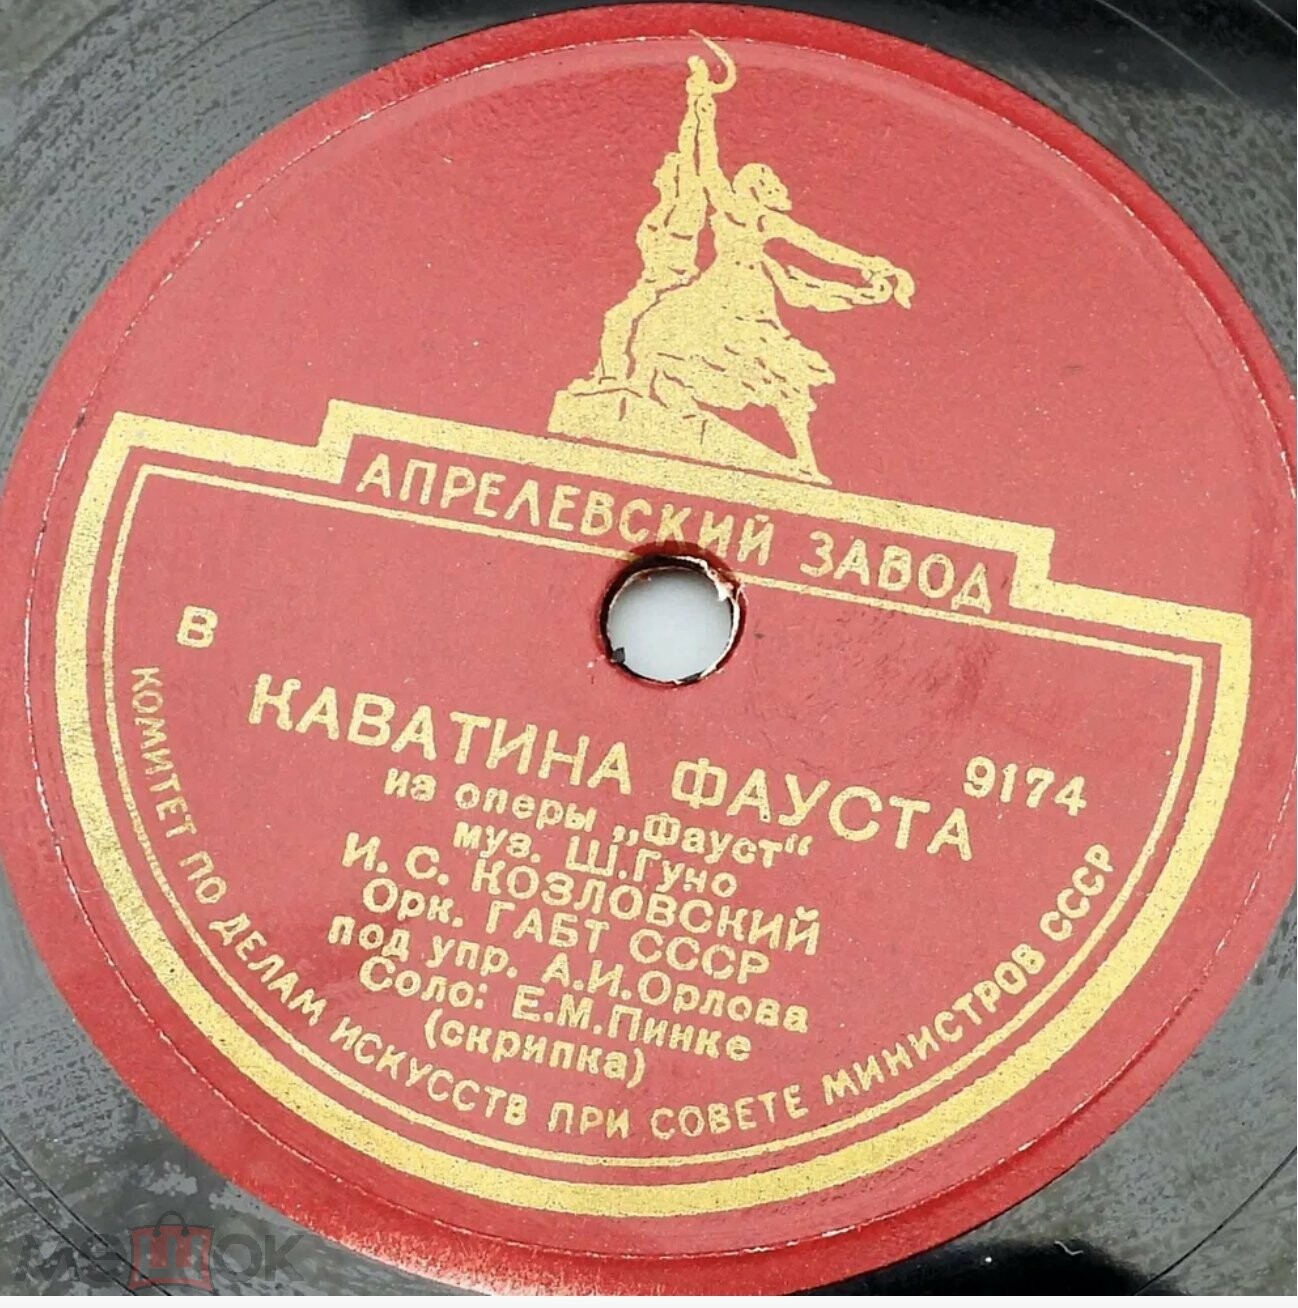 АПРЕЛЕВСКИЙ ЗАВОД
В
КАВАТИНА ФАУСТА
9174
из оперы „Фауст“
муз. Ш.Гуно
И. С. КОЗЛОВСКИЙ
Орк. ГАБТ СССР
под упр. А.И.Орлова
Соло: Е.М.Пинке
(скрипка)
КОМИТЕТ ПО ДЕЛАМ ИСКУССТВ ПРИ СОВЕТЕ МИНИСТРОВ СССР
МЕШОК